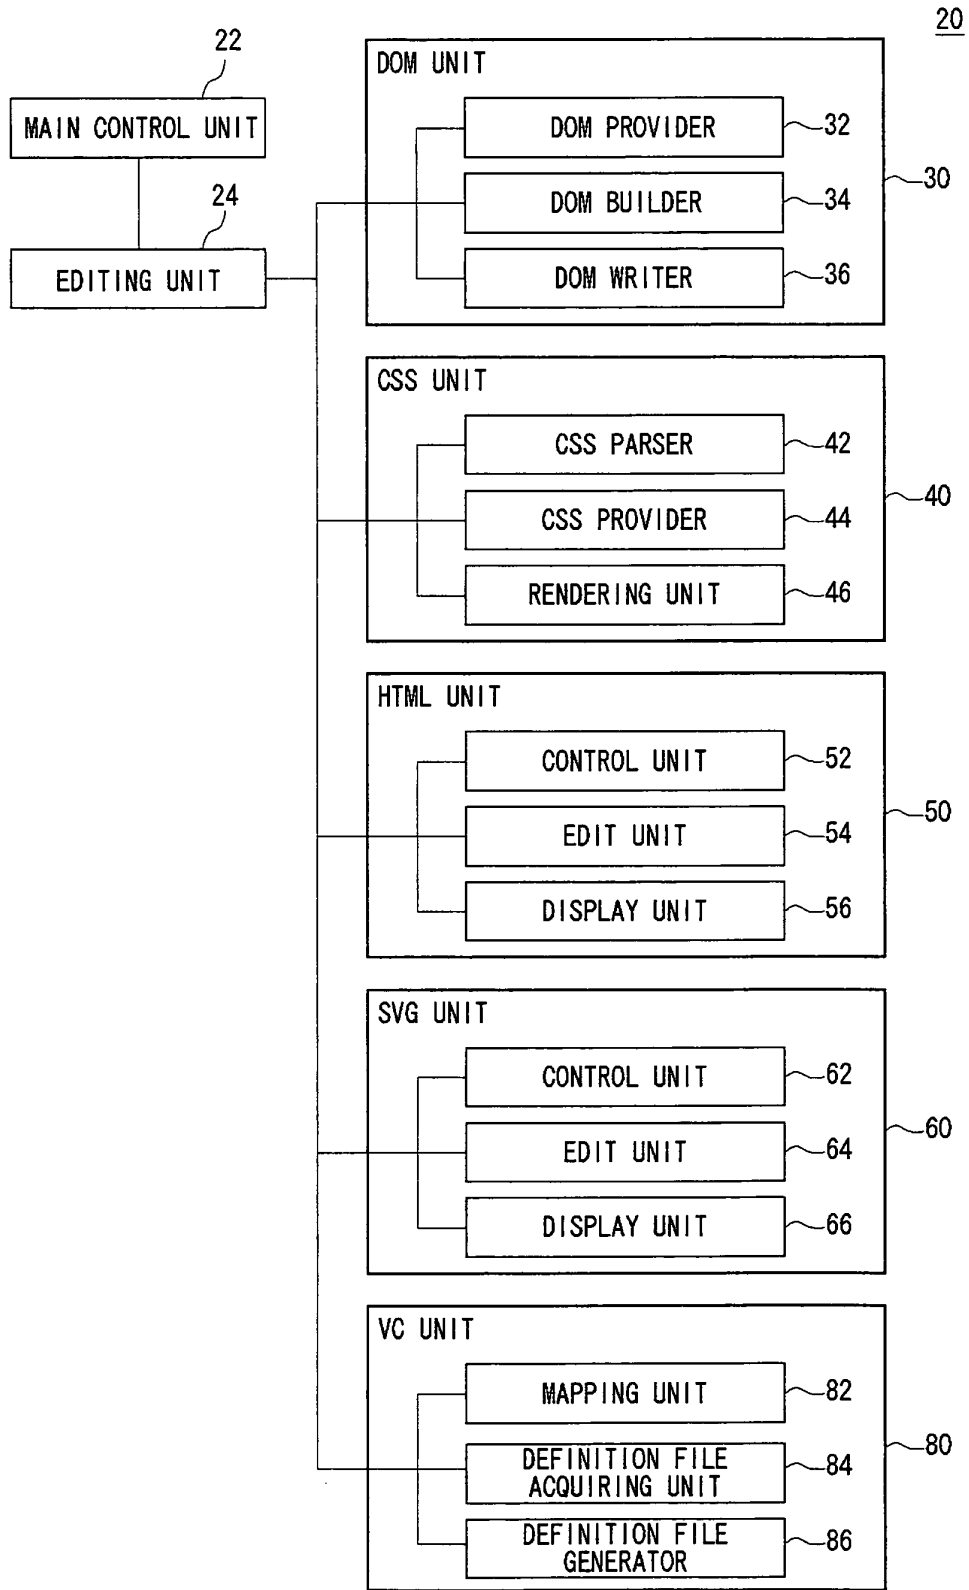 20
22
MAIN CONTROL UNIT
24
EDITING UNIT
DOM UNIT
DOM PROVIDER
32
DOM BUILDER
34
DOM WRITER
36
30
CSS UNIT
CSS PARSER
42
CSS PROVIDER
44
RENDERING UNIT
46
40
HTML UNIT
CONTROL UNIT
52
EDIT UNIT
54
DISPLAY UNIT
56
50
SVG UNIT
CONTROL UNIT
62
EDIT UNIT
64
DISPLAY UNIT
66
60
VC UNIT
MAPPING UNIT
82
DEFINITION FILE
ACQUIRING UNIT
84
DEFINITION FILE
GENERATOR
86
80